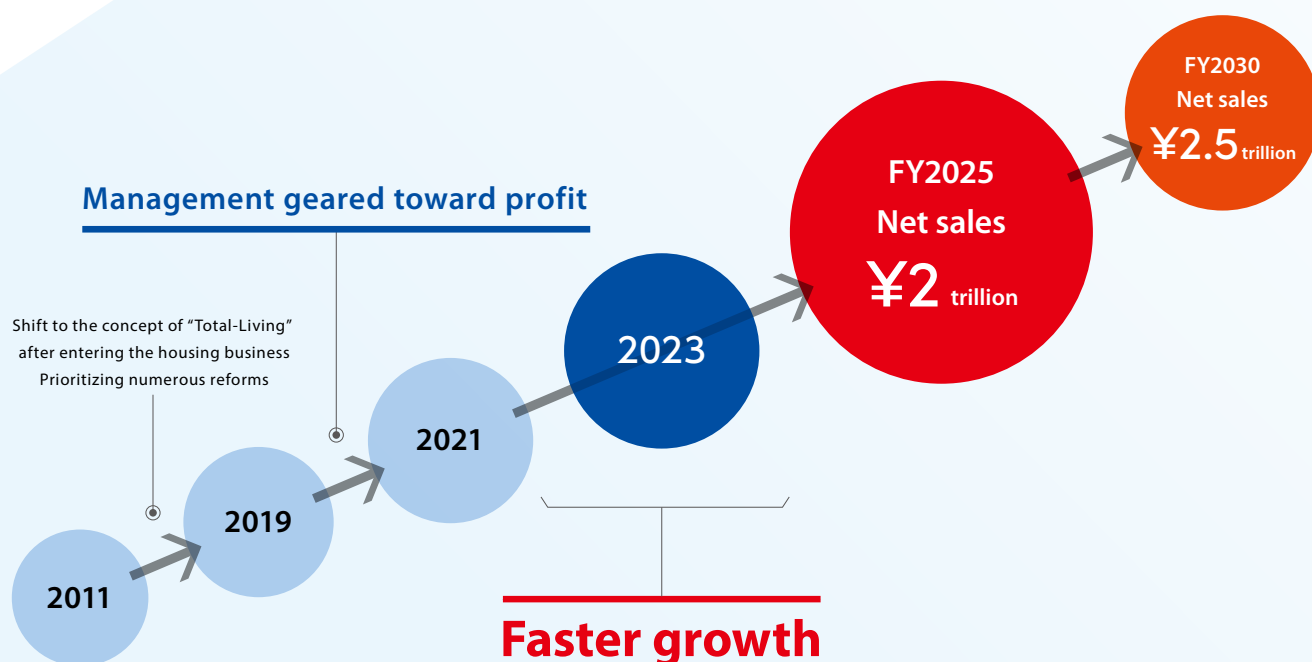 FY2030
Net sales
¥2.5 trillion
FY2025
Net sales
¥2 trillion
Management geared toward profit
Shift to the concept of “Total-Living”
after entering the housing business
Prioritizing numerous reforms
2023
2021
2019
2011
Faster growth